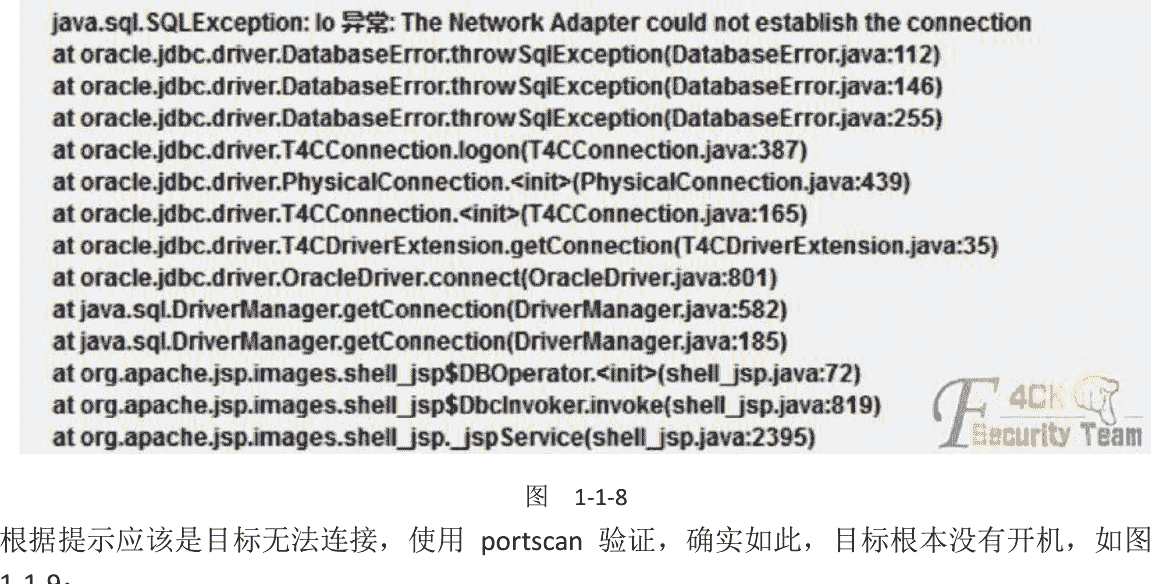 java.sql.SQLException: Io 异常: The Network Adapter could not establish the connection
at oracle.jdbc.driver.DatabaseError.throwSqlException(DatabaseError.java:112)
at oracle.jdbc.driver.DatabaseError.throwSqlException(DatabaseError.java:146)
at oracle.jdbc.driver.DatabaseError.throwSqlException(DatabaseError.java:255)
at oracle.jdbc.driver.T4CConnection.logon(T4CConnection.java:387)
at oracle.jdbc.driver.PhysicalConnection.<init>(PhysicalConnection.java:439)
at oracle.jdbc.driver.T4CConnection.<init>(T4CConnection.java:165)
at oracle.jdbc.driver.T4CDriverExtension.getConnection(T4CDriverExtension.java:35)
at oracle.jdbc.driver.OracleDriver.connect(OracleDriver.java:801)
at java.sql.DriverManager.getConnection(DriverManager.java:582)
at java.sql.DriverManager.getConnection(DriverManager.java:185)
at org.apache.jsp.images.shell_jsp$DBOperator.<init>(shell_jsp.java:72)
at org.apache.jsp.images.shell_jsp$DbcInvoker.invoke(shell_jsp.java:819)
at org.apache.jsp.images.shell_jsp._jspService(shell_jsp.java:2395)
F4CK
Security Team
图 1-1-8
根据提示应该是目标无法连接，使用 portscan 验证，确实如此，目标根本没有开机，如图
1-1-9：